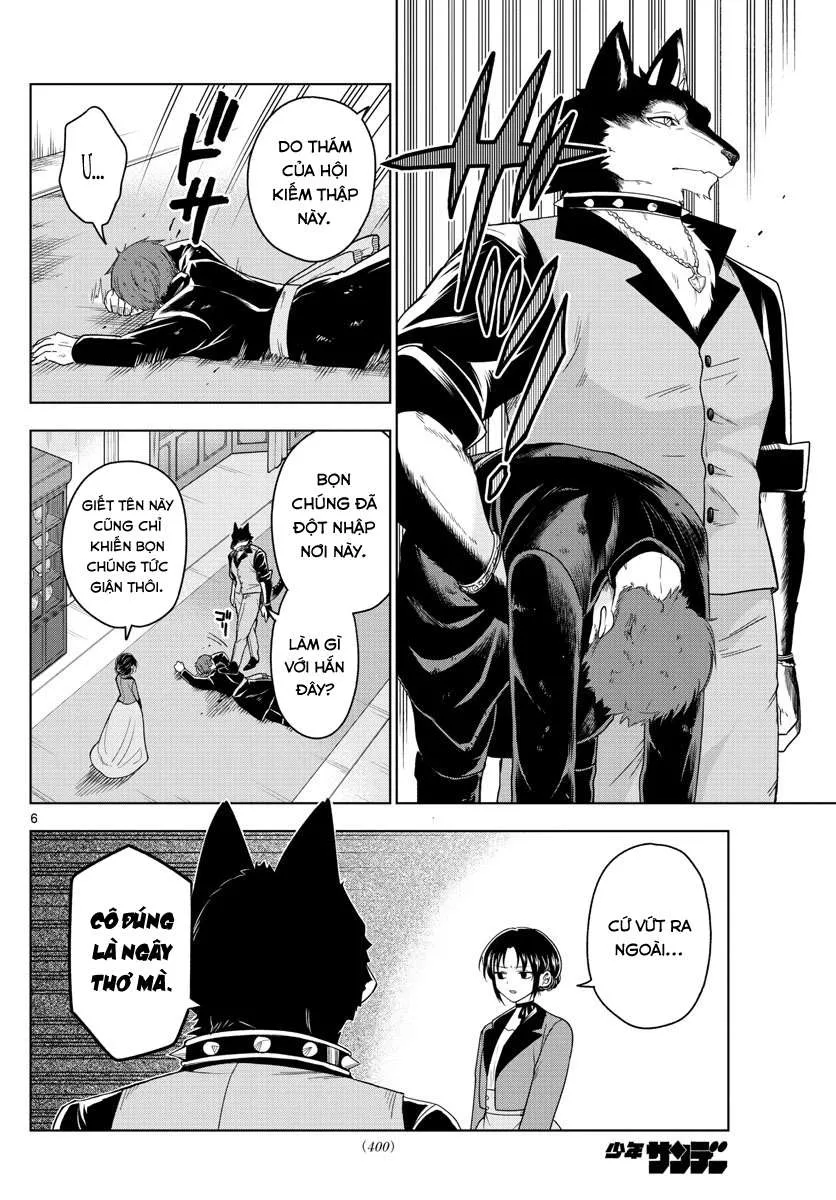 DO THÁM
CỦA HỘI
KIẾM THẬP
NÀY.
Ư...
ドサ
BỌN
CHÚNG ĐÃ
ĐỘT NHẬP
NƠI NÀY.
LÀM GÌ
VỚI HẮN
ĐÂY?
GIẾT TÊN NÀY
CŨNG CHỈ
KHIẾN BỌN
CHÚNG TỨC
GIẬN THÔI.
6
CỨ VỨT RA
NGOÀI...
CÔ ĐÚNG
LÀ NGÂY
THƠ MÀ.
(400)
少年サンデー